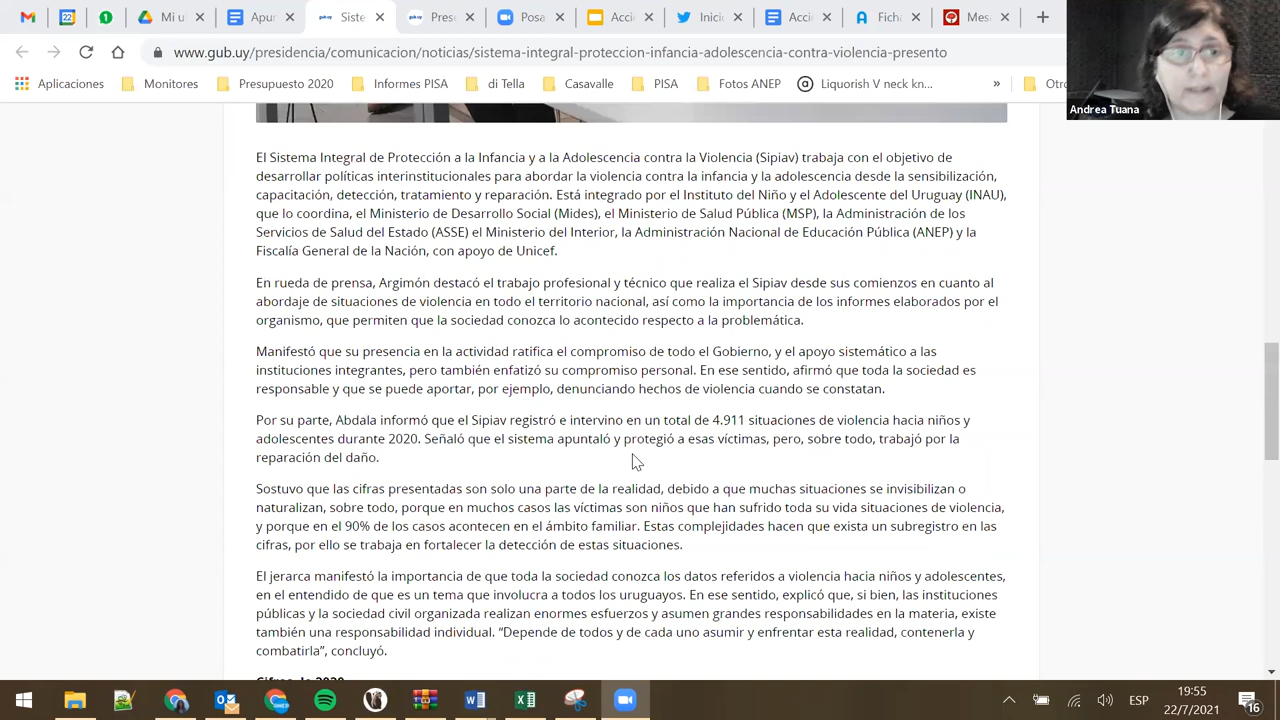 Mi u
Apur
Siste
Prese
Posa
Accio
Inicio
Accio
Ficho
Mesa
www.gub.uy/presidencia/comunicacion/noticias/sistema-integral-proteccion-infancia-adolescencia-contra-violencia-presento
Aplicaciones
Monitores
Presupuesto 2020
Informes PISA
di Tella
Casavalle
PISA
Fotos ANEP
Liquorish V neck kn...
»
Otro
Andrea Tuana
El Sistema Integral de Protección a la Infancia y a la Adolescencia contra la Violencia (Sipiav) trabaja con el objetivo de
desarrollar políticas interinstitucionales para abordar la violencia contra la infancia y la adolescencia desde la sensibilización,
capacitación, detección, tratamiento y reparación. Está integrado por el Instituto del Niño y el Adolescente del Uruguay (INAU),
que lo coordina, el Ministerio de Desarrollo Social (Mides), el Ministerio de Salud Pública (MSP), la Administración de los
Servicios de Salud del Estado (ASSE) el Ministerio del Interior, la Administración Nacional de Educación Pública (ANEP) y la
Fiscalía General de la Nación, con apoyo de Unicef.
En rueda de prensa, Argimón destacó el trabajo profesional y técnico que realiza el Sipiav desde sus comienzos en cuanto al
abordaje de situaciones de violencia en todo el territorio nacional, así como la importancia de los informes elaborados por el
organismo, que permiten que la sociedad conozca lo acontecido respecto a la problemática.
Manifestó que su presencia en la actividad ratifica el compromiso de todo el Gobierno, y el apoyo sistemático a las
instituciones integrantes, pero también enfatizó su compromiso personal. En ese sentido, afirmó que toda la sociedad es
responsable y que se puede aportar, por ejemplo, denunciando hechos de violencia cuando se constatan.
Por su parte, Abdala informó que el Sipiav registró e intervino en un total de 4.911 situaciones de violencia hacia niños y
adolescentes durante 2020. Señaló que el sistema apuntaló y protegió a esas víctimas, pero, sobre todo, trabajó por la
reparación del daño.
Sostuvo que las cifras presentadas son solo una parte de la realidad, debido a que muchas situaciones se invisibilizan o
naturalizan, sobre todo, porque en muchos casos las víctimas son niños que han sufrido toda su vida situaciones de violencia,
y porque en el 90% de los casos acontecen en el ámbito familiar. Estas complejidades hacen que exista un subregistro en las
cifras, por ello se trabaja en fortalecer la detección de estas situaciones.
El jerarca manifestó la importancia de que toda la sociedad conozca los datos referidos a violencia hacia niños y adolescentes,
en el entendido de que es un tema que involucra a todos los uruguayos. En ese sentido, explicó que, si bien, las instituciones
públicas y la sociedad civil organizada realizan enormes esfuerzos y asumen grandes responsabilidades en la materia, existe
también una responsabilidad individual. “Depende de todos y de cada uno asumir y enfrentar esta realidad, contenerla y
combatirla”, concluyó.
ESP
19:55
22/7/2021
16